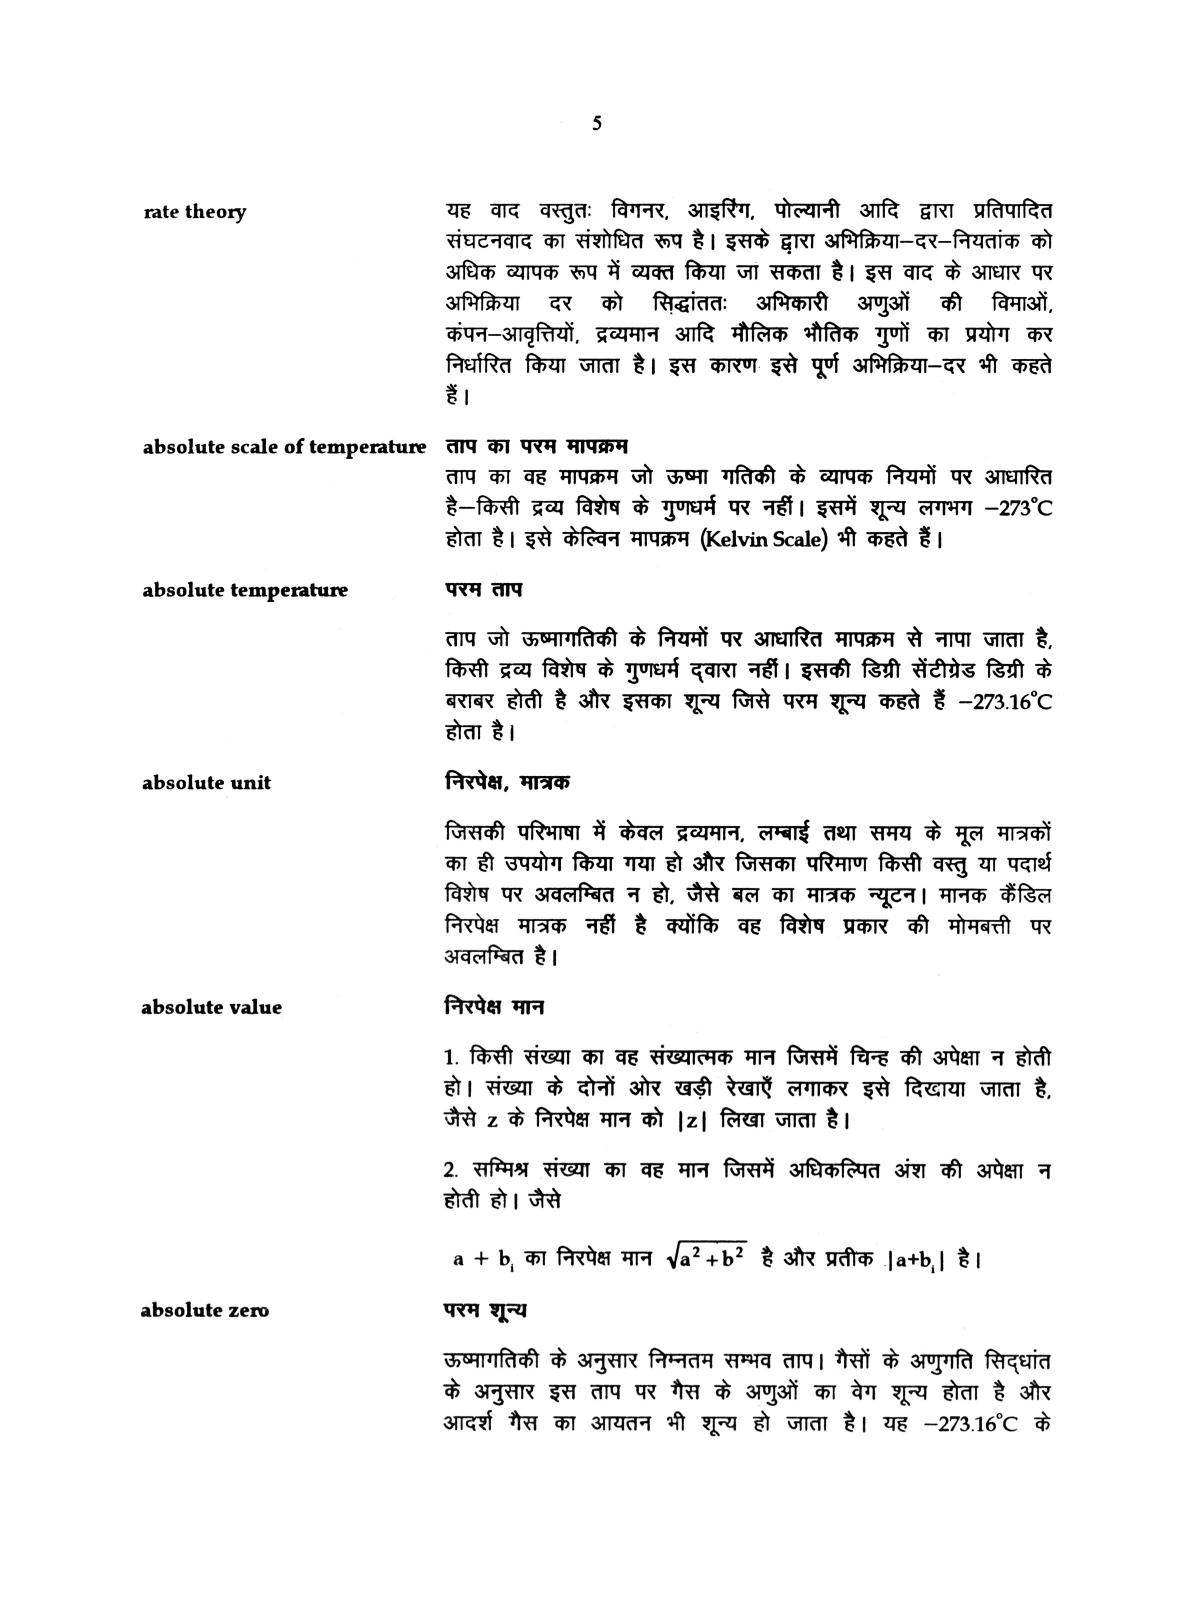 5
rate theory यह वाद वस्तुतः विगनर, आइरिंग, पोल्यानी आदि द्वारा प्रतिपादित
संघटनवाद का संशोधित रूप है। इसके द्वारा अभिक्रिया–दर–नियतांक को
अधिक व्यापक रूप में व्यक्त किया जा सकता है। इस वाद के आधार पर
अभिक्रिया दर को सिद्धांततः अभिकारी अणुओं की विमाओं,
कंपन–आवृत्तियों, द्रव्यमान आदि मौलिक भौतिक गुणों का प्रयोग कर
निर्धारित किया जाता है। इस कारण इसे पूर्ण अभिक्रिया–दर भी कहते
हैं।
absolute scale of temperature ताप का परम मापक्रम
ताप का वह मापक्रम जो ऊष्मा गतिकी के व्यापक नियमों पर आधारित
है–किसी द्रव्य विशेष के गुणधर्म पर नहीं। इसमें शून्य लगभग –273°C
होता है। इसे केल्विन मापक्रम (Kelvin Scale) भी कहते हैं।
absolute temperature परम ताप
ताप जो ऊष्मागतिकी के नियमों पर आधारित मापक्रम से नापा जाता है,
किसी द्रव्य विशेष के गुणधर्म द्वारा नहीं। इसकी डिग्री सेंटीग्रेड डिग्री के
बराबर होती है और इसका शून्य जिसे परम शून्य कहते हैं –273.16°C
होता है।
absolute unit निरपेक्ष, मात्रक
जिसकी परिभाषा में केवल द्रव्यमान, लम्बाई तथा समय के मूल मात्रकों
का ही उपयोग किया गया हो और जिसका परिमाण किसी वस्तु या पदार्थ
विशेष पर अवलम्बित न हो, जैसे बल का मात्रक न्यूटन। मानक कैंडिल
निरपेक्ष मात्रक नहीं है क्योंकि वह विशेष प्रकार की मोमबत्ती पर
अवलम्बित है।
absolute value निरपेक्ष मान
1. किसी संख्या का वह संख्यात्मक मान जिसमें चिन्ह की अपेक्षा न होती
हो। संख्या के दोनों ओर खड़ी रेखाएँ लगाकर इसे दिखाया जाता है,
जैसे z के निरपेक्ष मान को |z| लिखा जाता है।
2. सम्मिश्र संख्या का वह मान जिसमें अधिकल्पित अंश की अपेक्षा न
होती हो। जैसे
a + bᵢ का निरपेक्ष मान √a²+b² है और प्रतीक |a+bᵢ| है।
absolute zero परम शून्य
ऊष्मागतिकी के अनुसार निम्नतम सम्भव ताप। गैसों के अणुगति सिद्धांत
के अनुसार इस ताप पर गैस के अणुओं का वेग शून्य होता है और
आदर्श गैस का आयतन भी शून्य हो जाता है। यह –273.16°C के